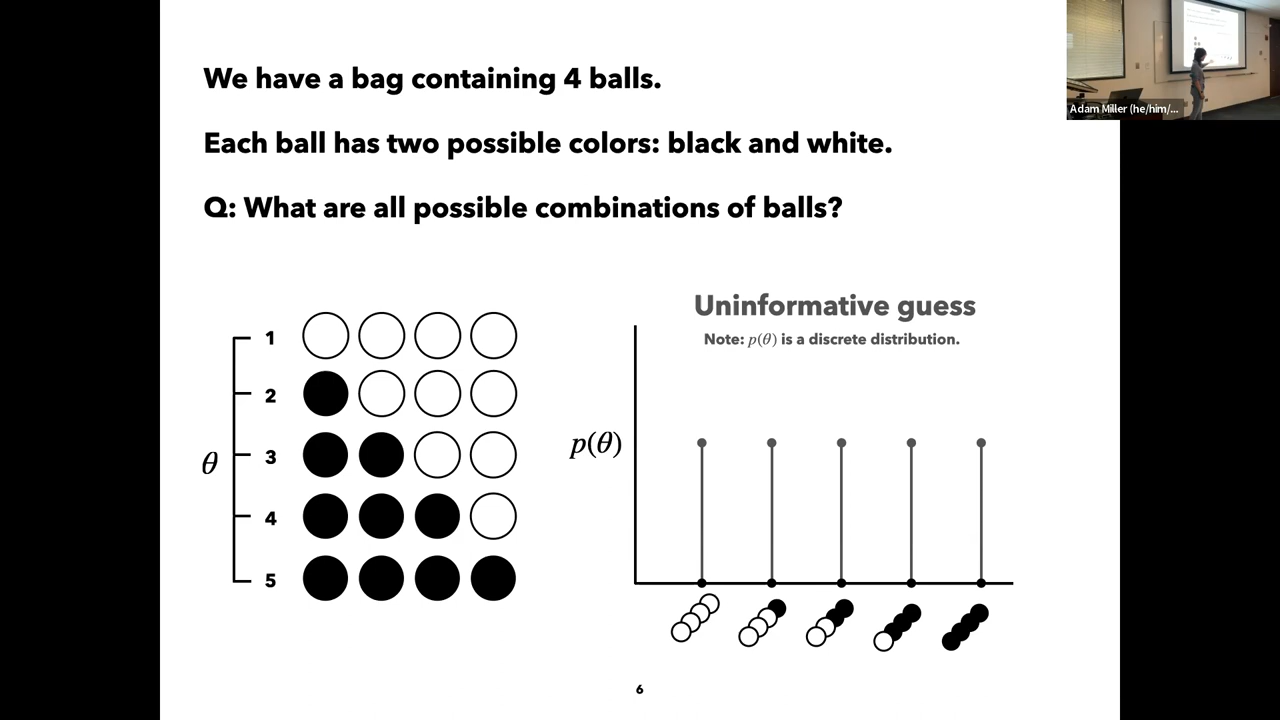 We have a bag containing 4 balls.
Each ball has two possible colors: black and white.
Q: What are all possible combinations of balls?
Adam Miller (he/him/...
Uninformative guess
Note: p(θ) is a discrete distribution.
θ
1
2
3
4
5
p(θ)
6